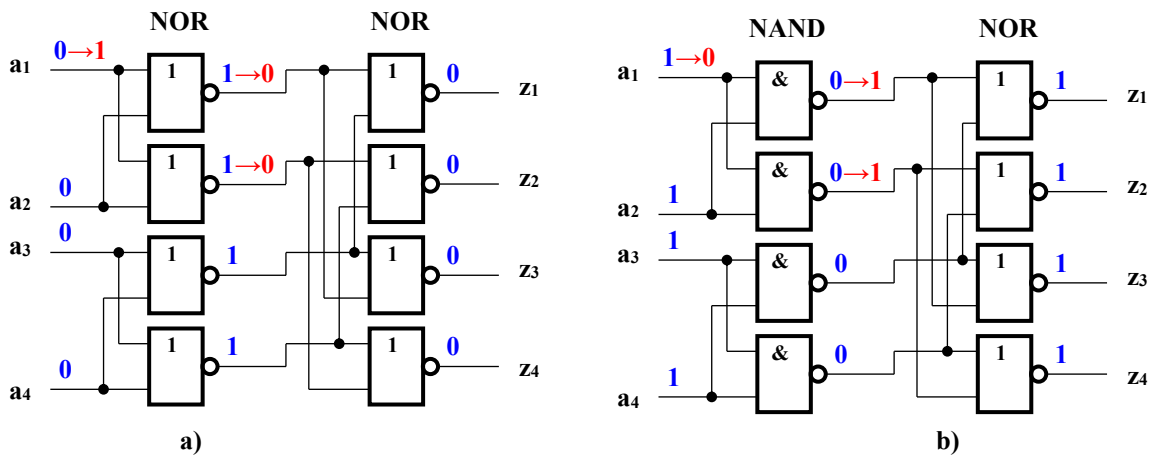 NOR NOR
a1 0→1 1 1→0 1 0 z1
1 1→0 1 0 z2
a2 0
a3 0 1 1 1 0 z3
1 1 1 0 z4
a4 0
a)
NAND NOR
a1 1→0 & 0→1 1 1 z1
& 0→1 1 1 z2
a2 1
a3 1 & 0 1 1 z3
& 0 1 1 z4
a4 1
b)